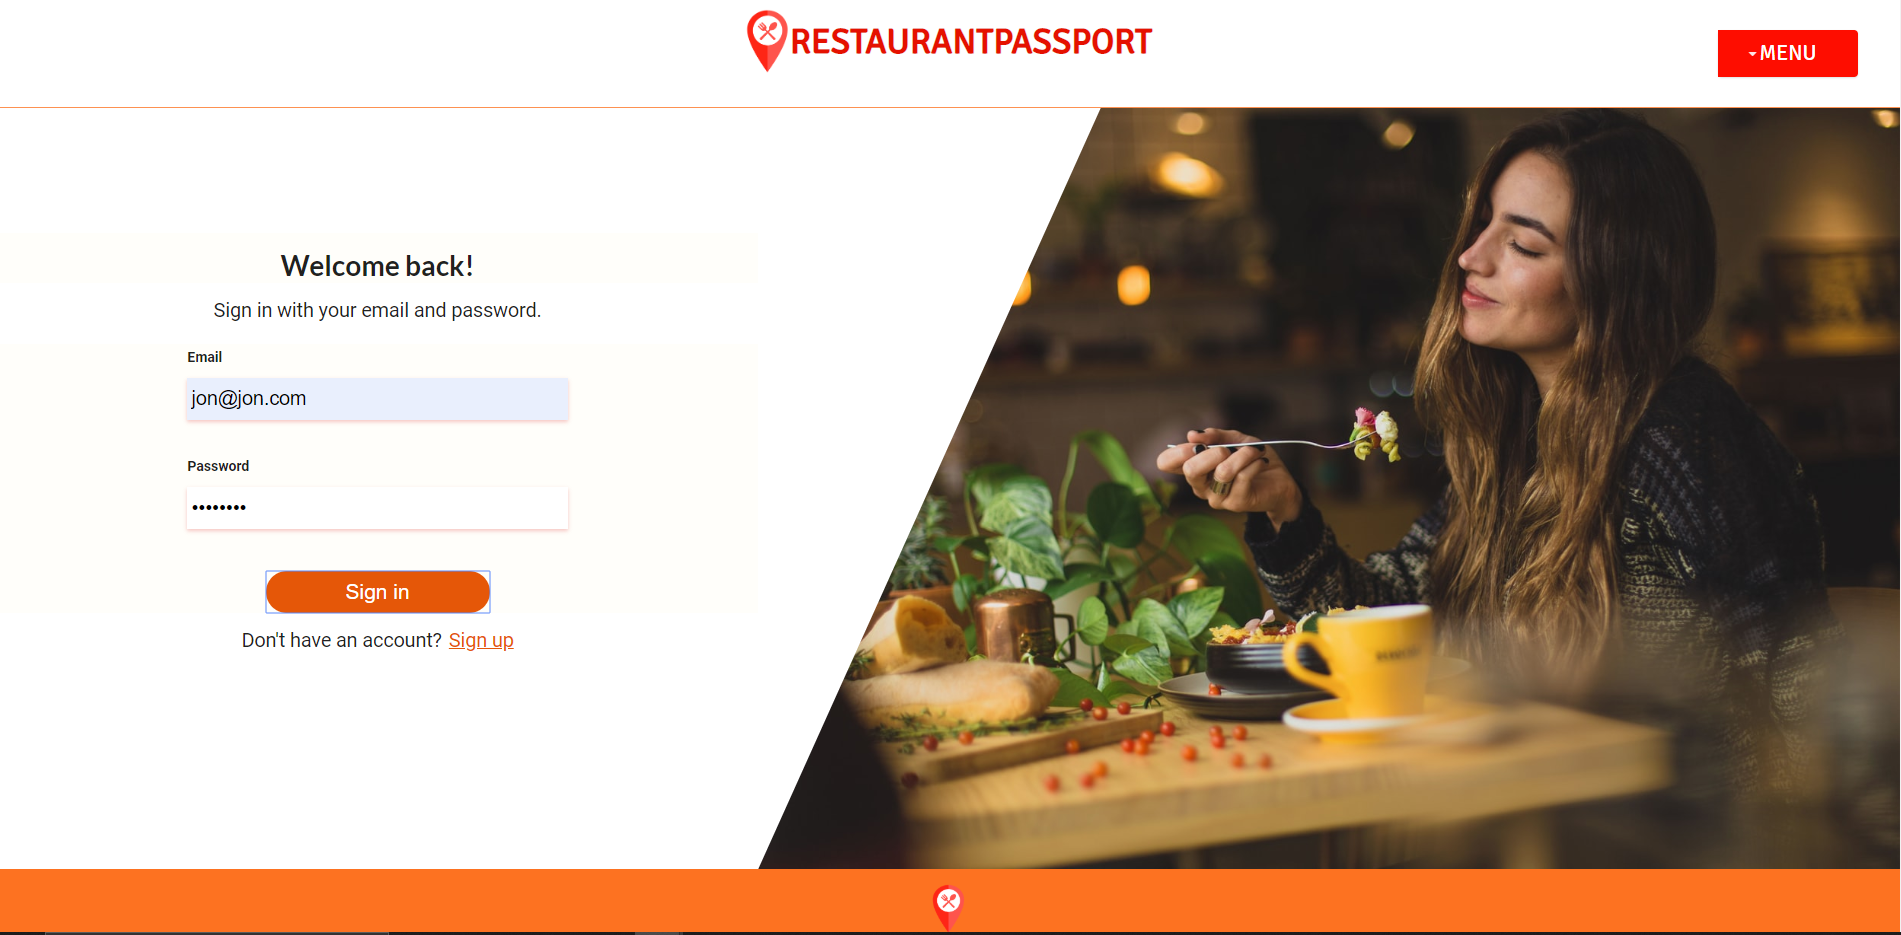 RESTAURANTPASSPORT
MENU
Welcome back!
Sign in with your email and password.
Email
jon@jon.com
Password
••••••••
Sign in
Don't have an account? Sign up